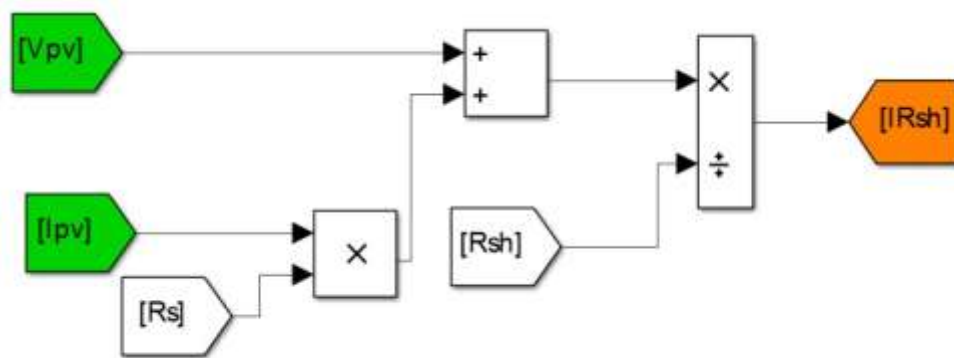 [Vpv]
+
+
×
÷
[IRsh]
[Ipv]
×
[Rsh]
[Rs]